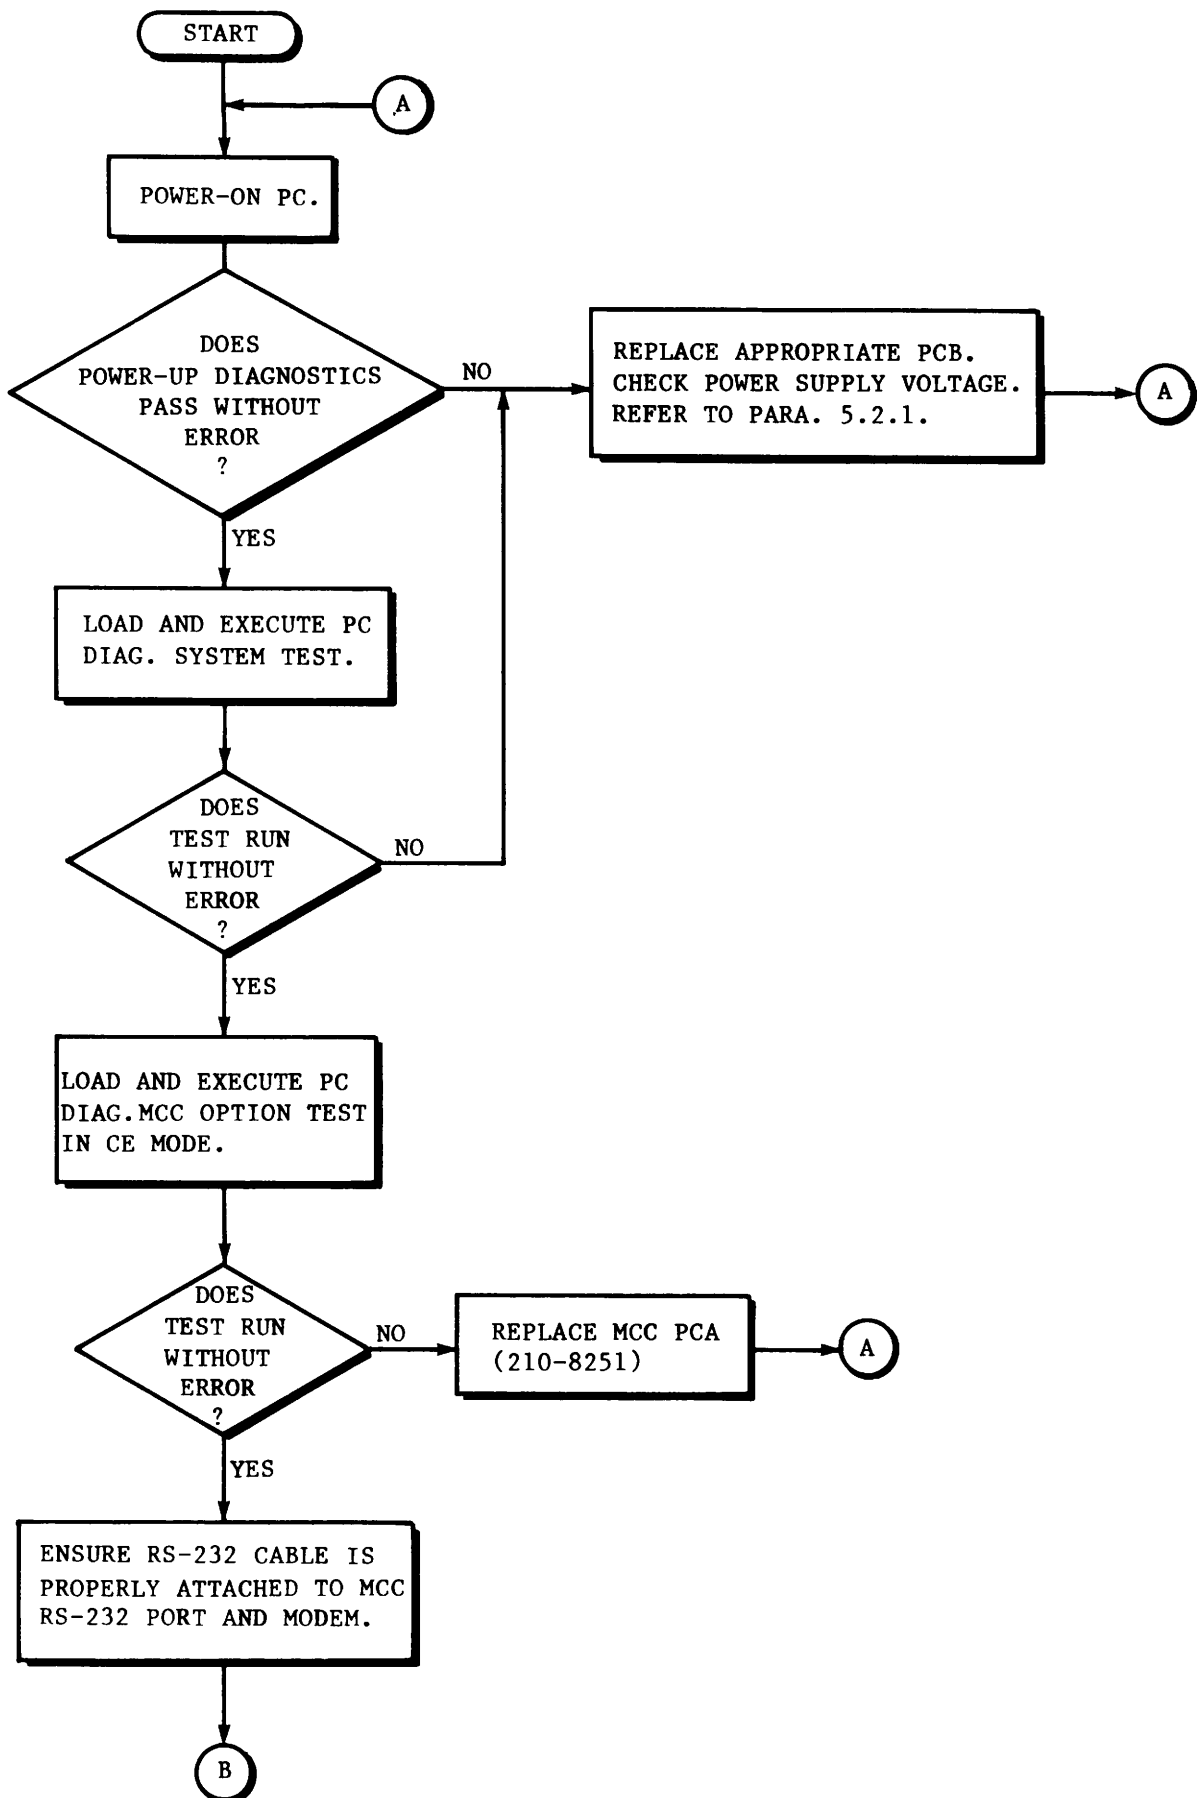 START
A
POWER-ON PC.
DOES
POWER-UP DIAGNOSTICS
PASS WITHOUT
ERROR
?
NO
REPLACE APPROPRIATE PCB.
CHECK POWER SUPPLY VOLTAGE.
REFER TO PARA. 5.2.1.
A
YES
LOAD AND EXECUTE PC
DIAG. SYSTEM TEST.
DOES
TEST RUN
WITHOUT
ERROR
?
NO
YES
LOAD AND EXECUTE PC
DIAG.MCC OPTION TEST
IN CE MODE.
DOES
TEST RUN
WITHOUT
ERROR
?
NO
REPLACE MCC PCA
(210-8251)
A
YES
ENSURE RS-232 CABLE IS
PROPERLY ATTACHED TO MCC
RS-232 PORT AND MODEM.
B